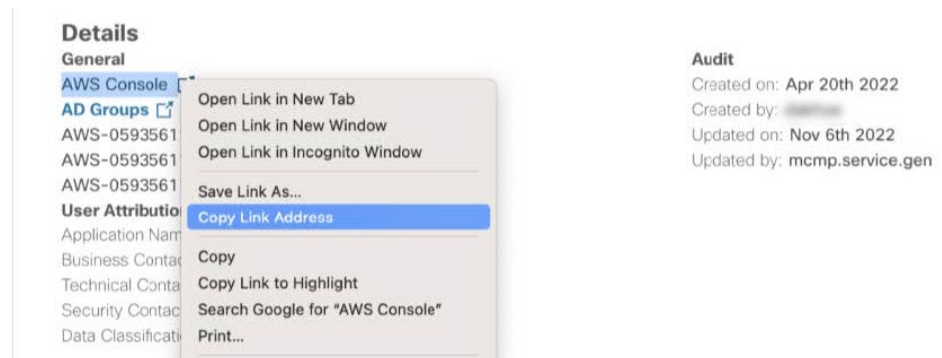 Details
General
AWS Console
AD Groups
AWS-0593561
AWS-0593561
AWS-0593561
User Attributio
Application Nam
Business Contac
Technical Conta
Security Contac
Data Classificati
Open Link in New Tab
Open Link in New Window
Open Link in Incognito Window
Save Link As...
Copy Link Address
Copy
Copy Link to Highlight
Search Google for “AWS Console”
Print...
Audit
Created on: Apr 20th 2022
Created by:
Updated on: Nov 6th 2022
Updated by: mcmp.service.gen